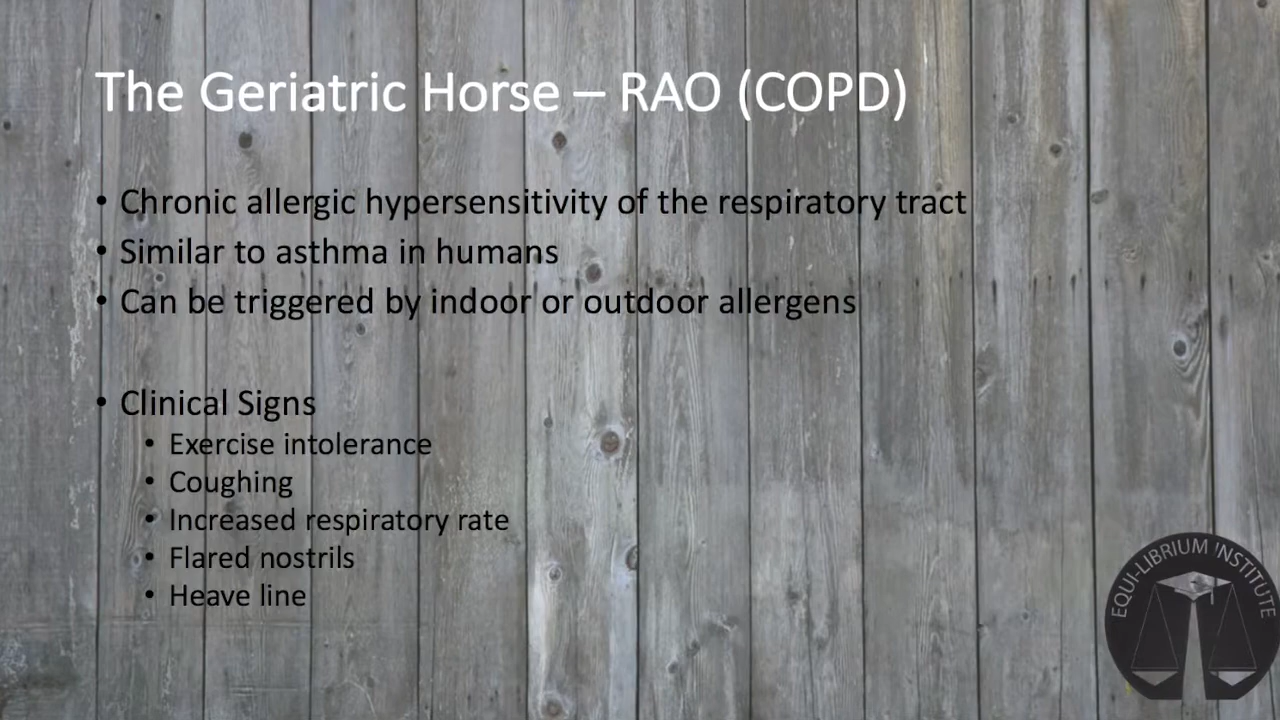 The Geriatric Horse – RAO (COPD)
• Chronic allergic hypersensitivity of the respiratory tract
• Similar to asthma in humans
• Can be triggered by indoor or outdoor allergens
• Clinical Signs
• Exercise intolerance
• Coughing
• Increased respiratory rate
• Flared nostrils
• Heave line
EQUI-LIBRIUM INSTITUTE